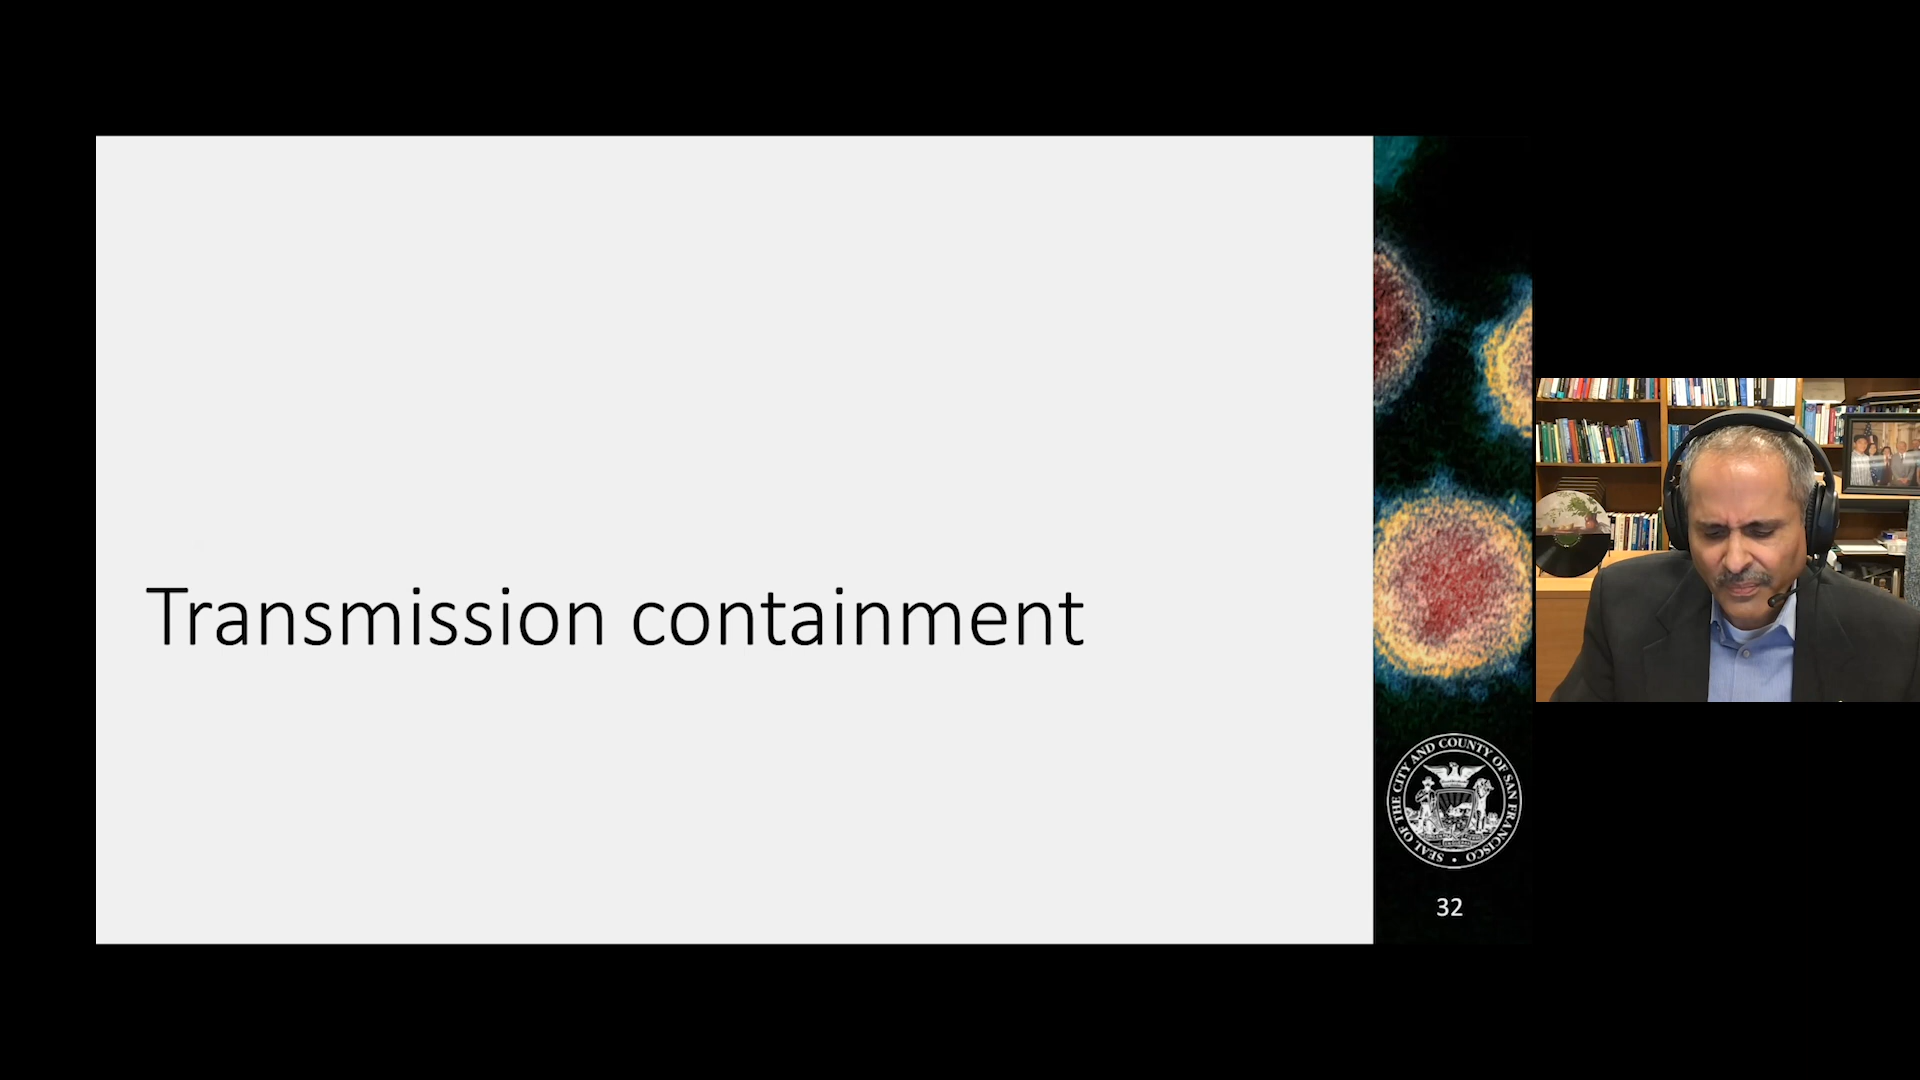 Transmission containment
SEAL OF THE CITY AND COUNTY OF SAN FRANCISCO
32